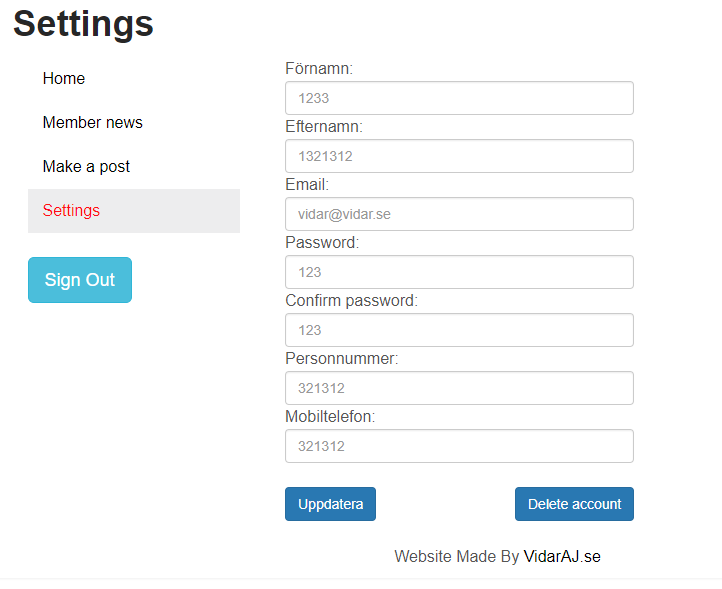 Settings
Home
Member news
Make a post
Settings
Sign Out
Förnamn:
1233
Efternamn:
1321312
Email:
vidar@vidar.se
Password:
123
Confirm password:
123
Personnummer:
321312
Mobiltelefon:
321312
Uppdatera
Delete account
Website Made By VidarAJ.se